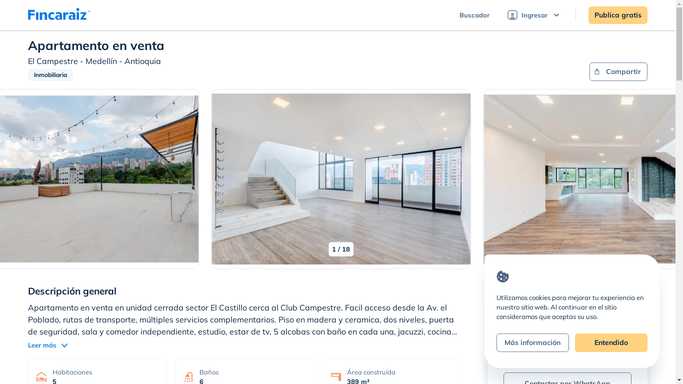 Fincaraiz
Buscador
Ingresar
Publica gratis
Apartamento en venta
El Campestre - Medellín - Antioquia
Inmobiliaria
Compartir
1 / 18
Descripción general
Apartamento en venta en unidad cerrada sector El Castillo cerca al Club Campestre. Facil acceso desde la Av. el
Poblado, rutas de transporte, múltiples servicios complementarios. Piso en madera y ceramica, dos niveles, puerta
de seguridad, sala y comedor independiente, estudio, estar de tv, 5 alcobas con baño en cada una, jacuzzi, cocina...
Leer más
Habitaciones
5
Baños
6
Área construida
389 m²
Utilizamos cookies para mejorar tu experiencia en
nuestro sitio web. Al continuar en el sitio
consideramos que aceptas su uso.
Más información
Entendido
Contactar por WhatsApp